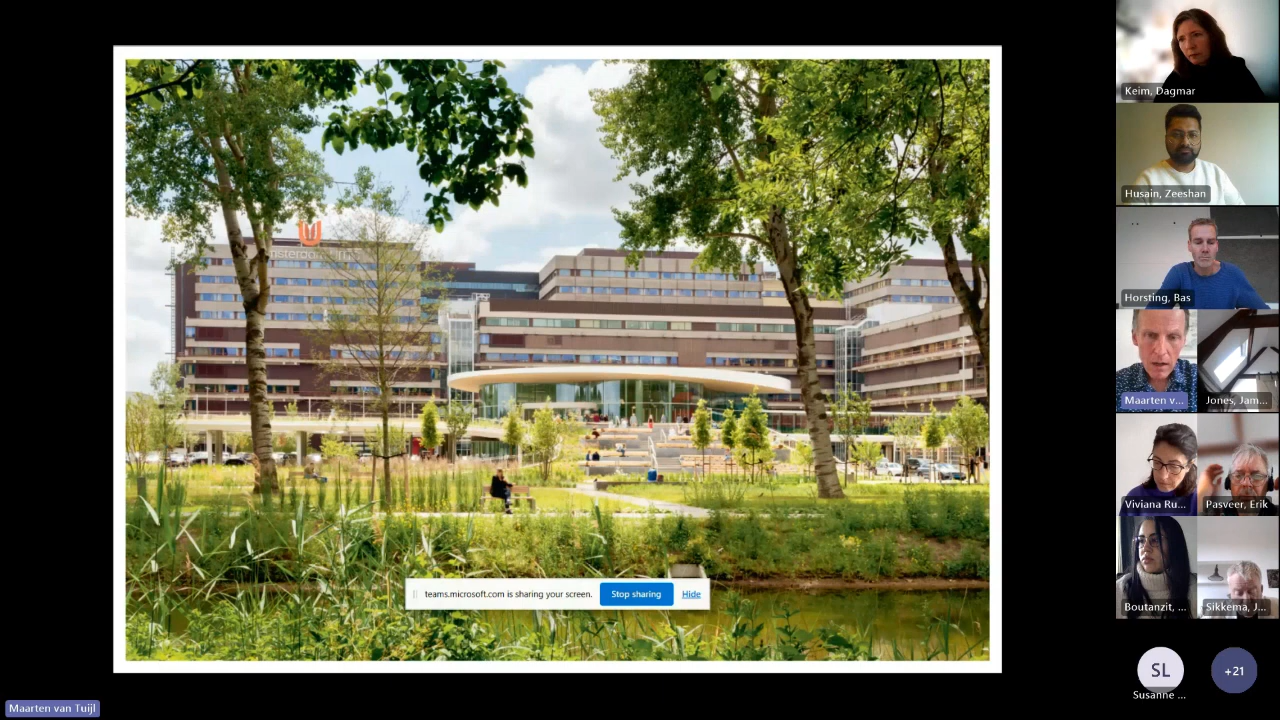 Keim, Dagmar
Husain, Zeeshan
Horsting, Bas
Maarten v...
Jones, Jam...
Viviana Ru...
Pasveer, Erik
Boutanzit, ...
Sikkema, J...
SL
Susanne ...
+21
teams.microsoft.com is sharing your screen.
Stop sharing
Hide
Maarten van Tuijl